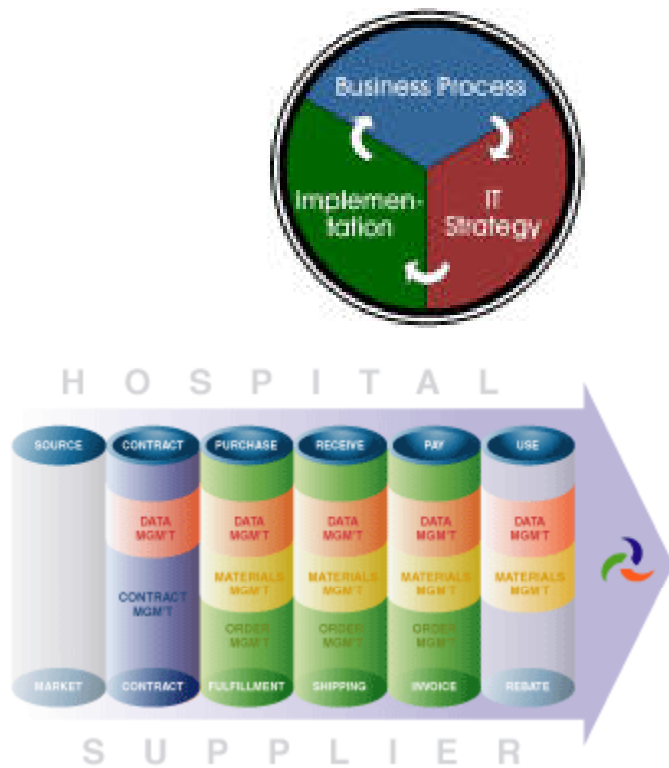 Business Process
Implemen-
tation
IT
Strategy
H O S P I T A L
SOURCE CONTRACT PURCHASE RECEIVE PAY USE
DATA DATA DATA DATA DATA
MGM'T MGM'T MGM'T MGM'T MGM'T
MATERIALS MATERIALS MATERIALS MATERIALS
MGM'T MGM'T MGM'T MGM'T
CONTRACT
MGM'T
ORDER ORDER ORDER
MGM'T MGM'T MGM'T
MARKET CONTRACT FULFILLMENT SHIPPING INVOICE REBATE
S U P P L I E R